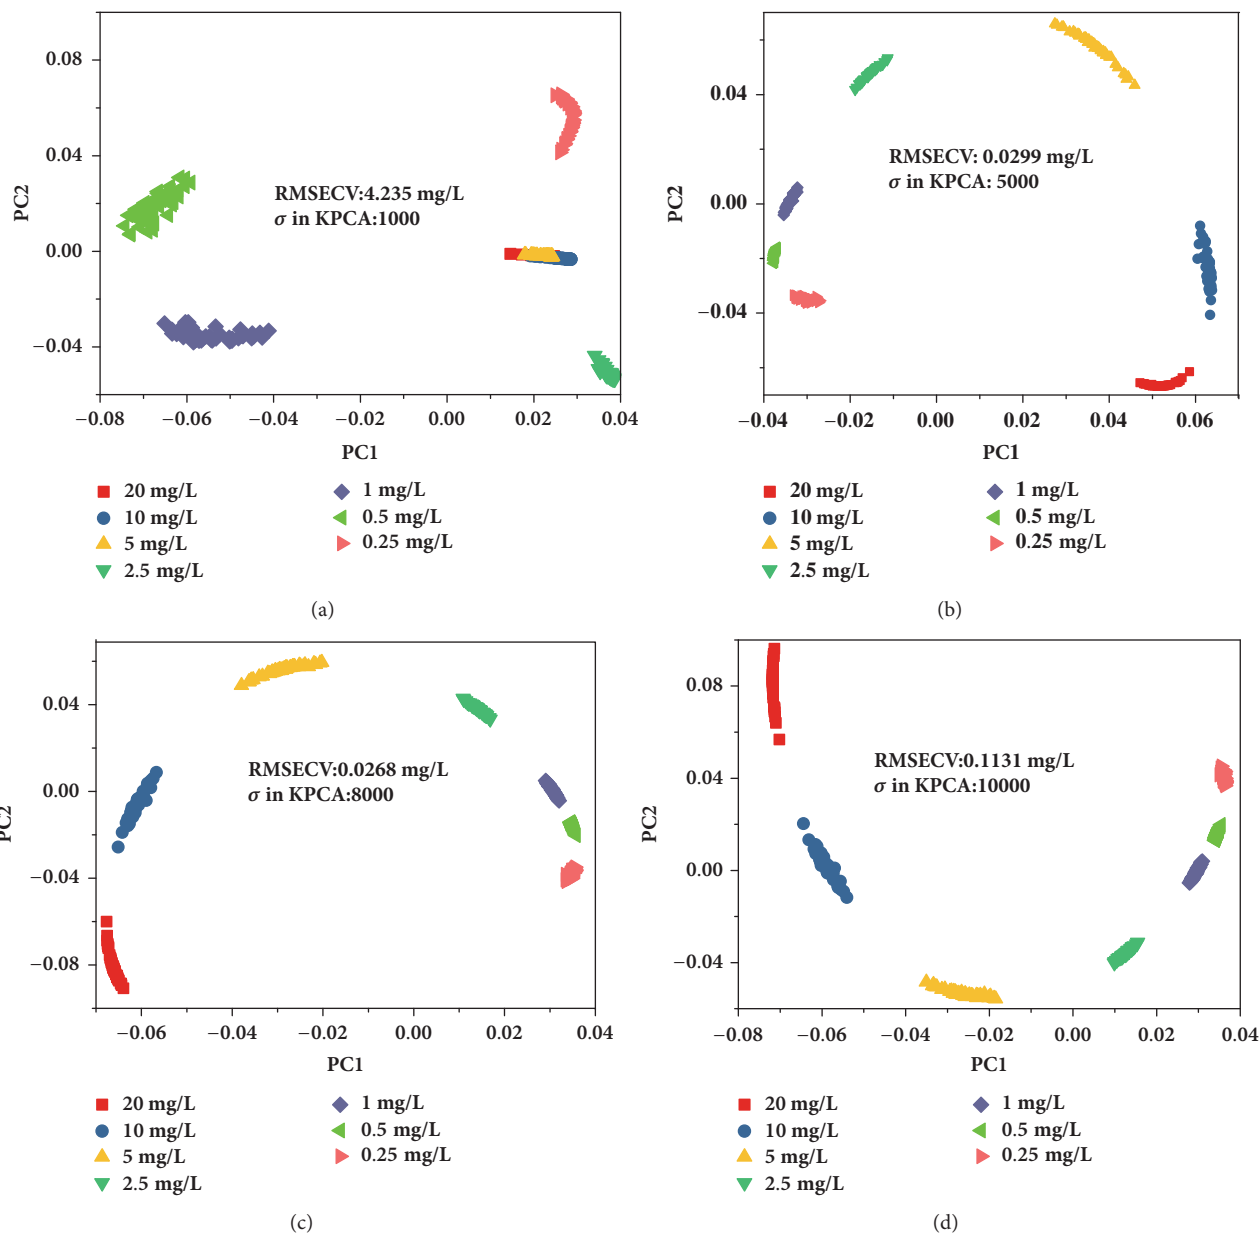 0.08
0.04
0.00
−0.04
PC2
RMSECV:4.235 mg/L
σ in KPCA:1000
−0.08 −0.06 −0.04 −0.02 0.00 0.02 0.04
PC1
20 mg/L
10 mg/L
5 mg/L
2.5 mg/L
1 mg/L
0.5 mg/L
0.25 mg/L
(a)
0.04
0.00
−0.04
PC2
RMSECV: 0.0299 mg/L
σ in KPCA: 5000
−0.04 −0.02 0.00 0.02 0.04 0.06
PC1
20 mg/L
10 mg/L
5 mg/L
2.5 mg/L
1 mg/L
0.5 mg/L
0.25 mg/L
(b)
0.04
0.00
−0.04
−0.08
PC2
RMSECV:0.0268 mg/L
σ in KPCA:8000
−0.06 −0.04 −0.02 0.00 0.02 0.04
PC1
20 mg/L
10 mg/L
5 mg/L
2.5 mg/L
1 mg/L
0.5 mg/L
0.25 mg/L
(c)
0.08
0.04
0.00
−0.04
PC2
RMSECV:0.1131 mg/L
σ in KPCA:10000
−0.08 −0.06 −0.04 −0.02 0.00 0.02 0.04
PC1
20 mg/L
10 mg/L
5 mg/L
2.5 mg/L
1 mg/L
0.5 mg/L
0.25 mg/L
(d)